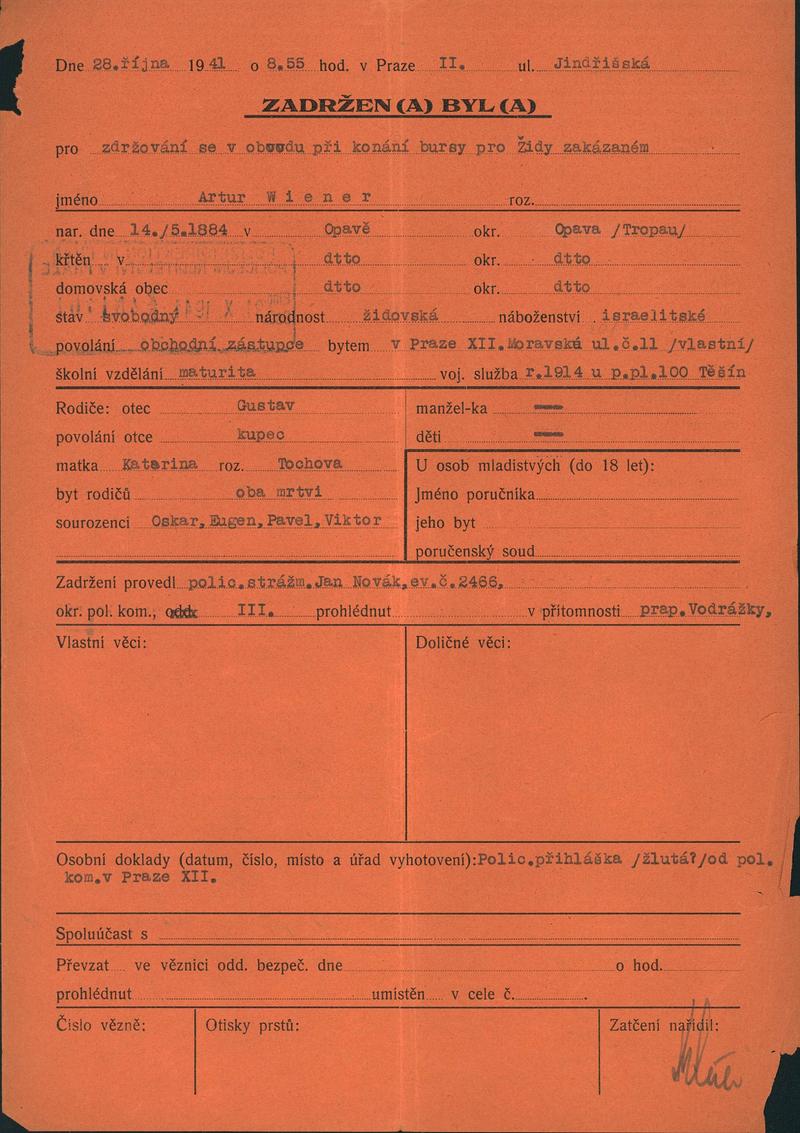 Dne 28.října 1941 o 8.55 hod. v Praze II. ul. Jindřišská
ZADRŽEN(A) BYL(A)
pro zdržování se v obvodu při konání bursy pro Židy zakázaném
jméno Artur Wiener roz.
nar. dne 14./5.1884 v Opavě okr. Opava /Tropau/
křtěn v dtto okr. dtto
domovská obec dtto okr. dtto
stav svobodný národnost židovská náboženství israelitské
povolání obchodní zástupce bytem v Praze XII.Moravská ul.č.11 /vlastní/
školní vzdělání maturita voj. služba r.1914 u p.pl.100 Těšín
Rodiče: otec Gustav manžel-ka —
povolání otce kupec děti —
matka Katarina roz. Tochova U osob mladistvých (do 18 let):
byt rodičů oba mrtvi Jméno poručníka
sourozenci Oskar,Eugen,Pavel,Viktor jeho byt
poručenský soud
Zadržení provedl polic.strážm.Jan Novák,ev.č.2466,
okr. pol. kom., III. prohlédnut v přítomnosti prap.Vodrážky,
Vlastní věci: Doličné věci:
Osobní doklady (datum, číslo, místo a úřad vyhotovení):Polic.přihláška /žlutá?/od pol.
kom.v Praze XII.
Spoluúčast s
Převzat ve věznici odd. bezpeč. dne o hod.
prohlédnut umístěn v cele č.
Číslo vězně: Otisky prstů: Zatčení nařídil: